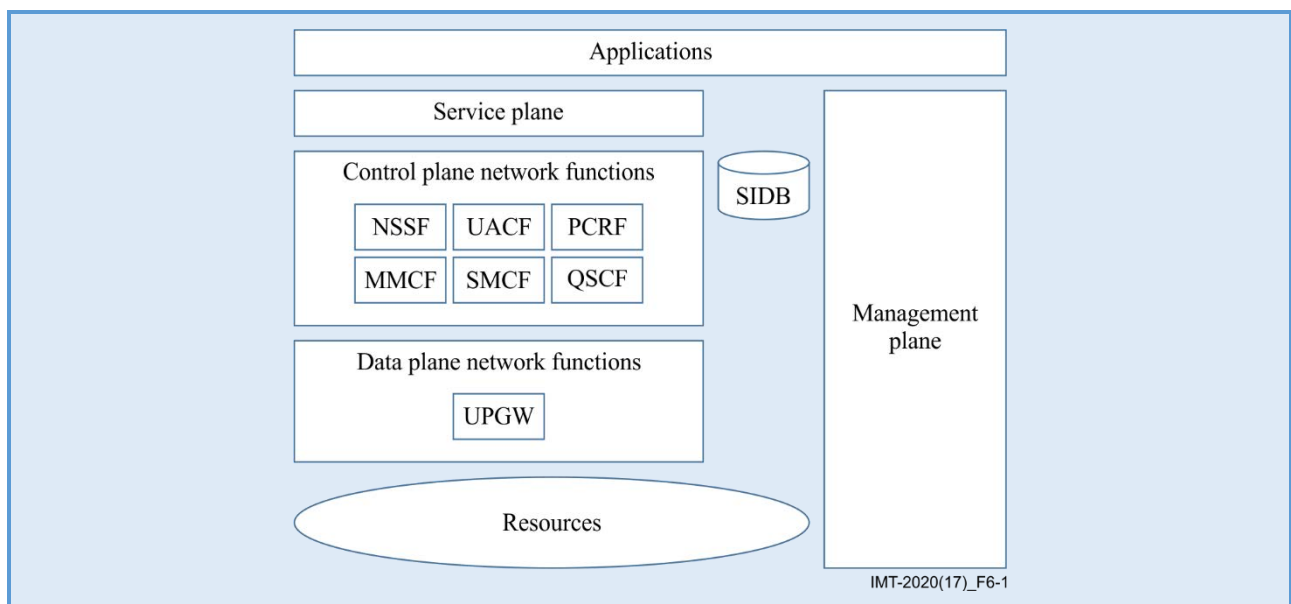 Applications
Service plane
Control plane network functions
NSSF UACF PCRF
MMCF SMCF QSCF
SIDB
Data plane network functions
UPGW
Resources
Management
plane
IMT-2020(17)_F6-1